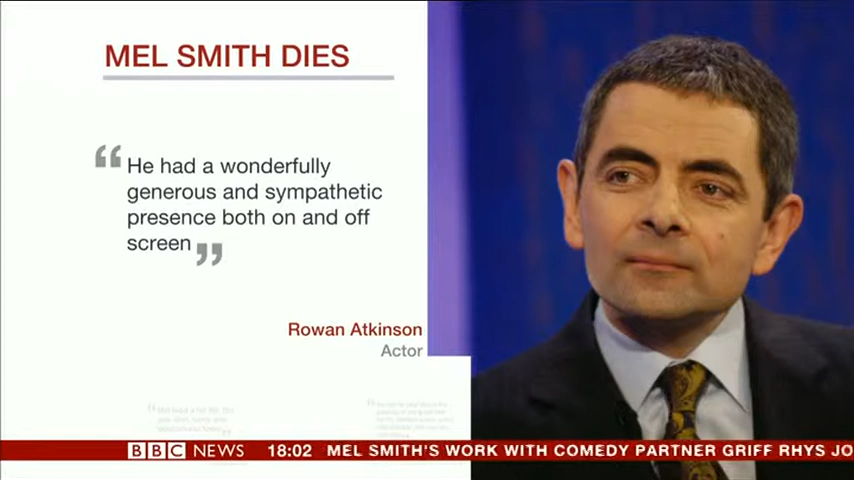 MEL SMITH DIES
“ He had a wonderfully
generous and sympathetic
presence both on and off
screen ”
Rowan Atkinson
Actor
BBC NEWS 18:02 MEL SMITH'S WORK WITH COMEDY PARTNER GRIFF RHYS JO